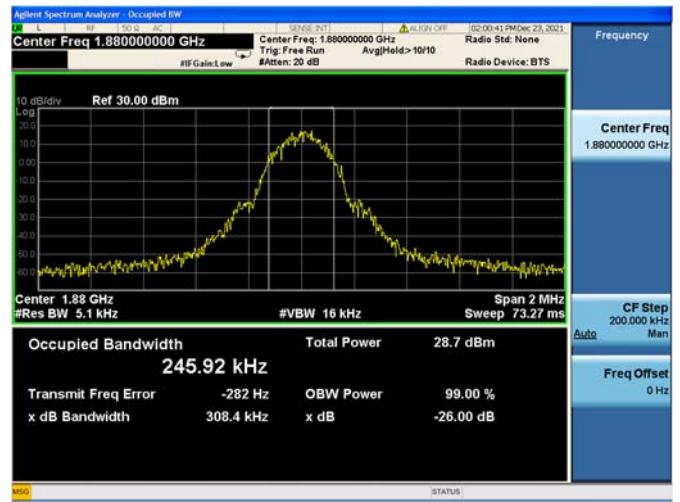 Agilent Spectrum Analyzer - Occupied BW
L RF 50 Ω AC SENSE:INT ALIGN OFF 02:00:41 PM Dec 23, 2021
Center Freq 1.880000000 GHz
Center Freq: 1.880000000 GHz
Radio Std: None
Trig: Free Run Avg|Hold:>10/10
#IFGain:Low #Atten: 20 dB Radio Device: BTS
10 dB/div Ref 30.00 dBm
Log
20.0
10.0
0.00
-10.0
-20.0
-30.0
-40.0
-50.0
-60.0
Center 1.88 GHz Span 2 MHz
#Res BW 5.1 kHz #VBW 16 kHz Sweep 73.27 ms
Occupied Bandwidth Total Power 28.7 dBm
245.92 kHz
Transmit Freq Error -282 Hz OBW Power 99.00 %
x dB Bandwidth 308.4 kHz x dB -26.00 dB
MSG STATUS
Frequency
Center Freq
1.880000000 GHz
CF Step
200.000 kHz
Auto Man
Freq Offset
0 Hz